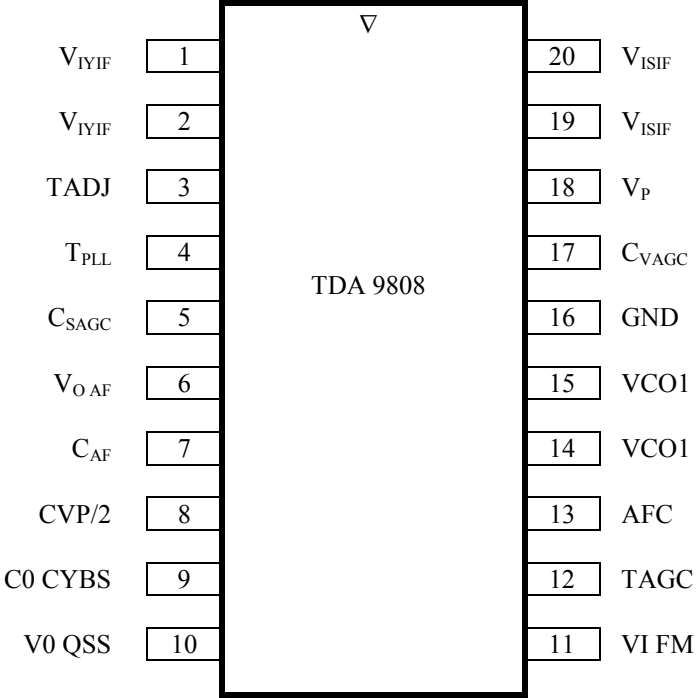 ∇
V_IYIF 1 20 V_ISIF
V_IYIF 2 19 V_ISIF
TADJ 3 18 V_P
T_PLL 4 17 C_VAGC
TDA 9808
C_SAGC 5 16 GND
V_O AF 6 15 VCO1
C_AF 7 14 VCO1
CVP/2 8 13 AFC
C0 CYBS 9 12 TAGC
V0 QSS 10 11 VI FM